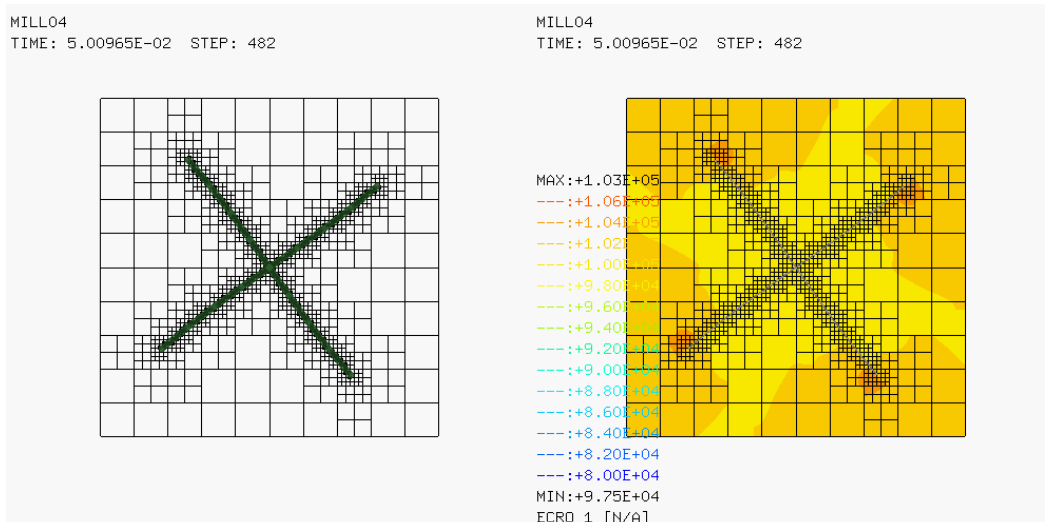 MILL04
TIME: 5.00965E-02 STEP: 482
MILL04
TIME: 5.00965E-02 STEP: 482
MAX:+1.03E+05
---:+1.06E+05
---:+1.04E+05
---:+1.00E+05
---:+9.80E+04
---:+9.60E+04
---:+9.40E+04
---:+9.20E+04
---:+9.00E+04
---:+8.80E+04
---:+8.60E+04
---:+8.40E+04
---:+8.20E+04
---:+8.00E+04
MIN:+9.75E+04
ECRO 1 [N/A]